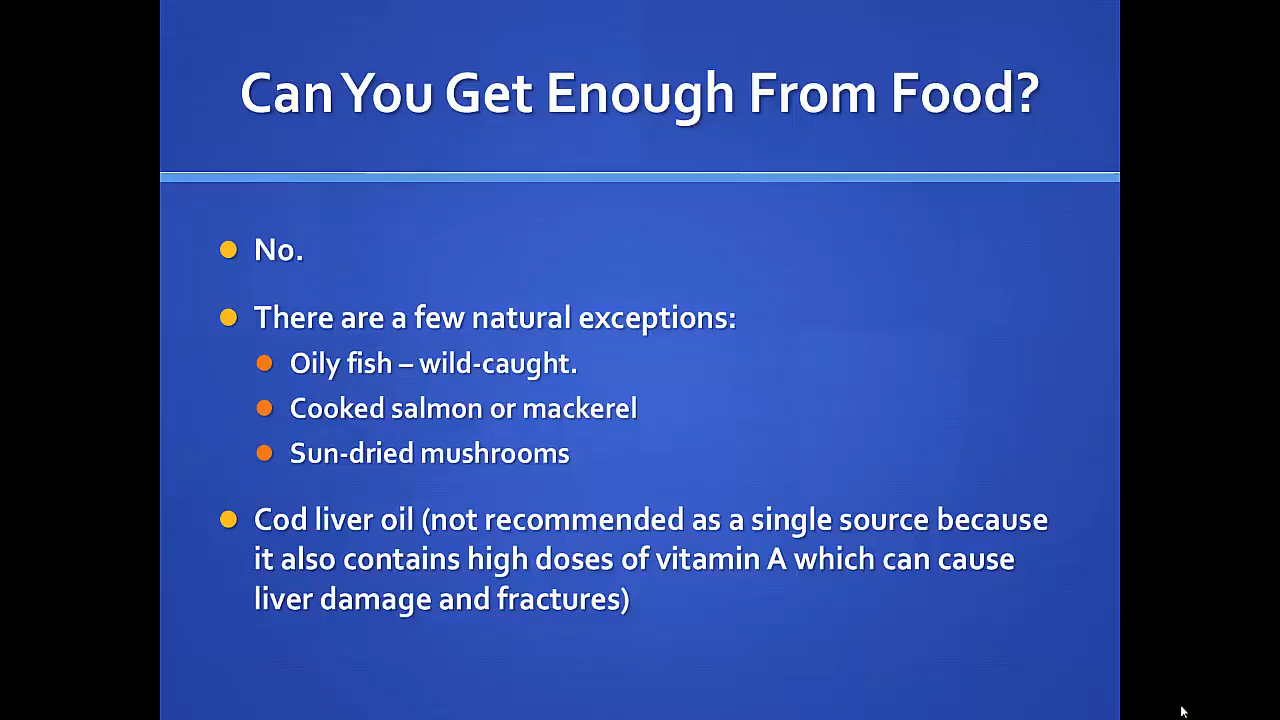 Can You Get Enough From Food?
No.
There are a few natural exceptions:
Oily fish – wild-caught.
Cooked salmon or mackerel
Sun-dried mushrooms
Cod liver oil (not recommended as a single source because
it also contains high doses of vitamin A which can cause
liver damage and fractures)